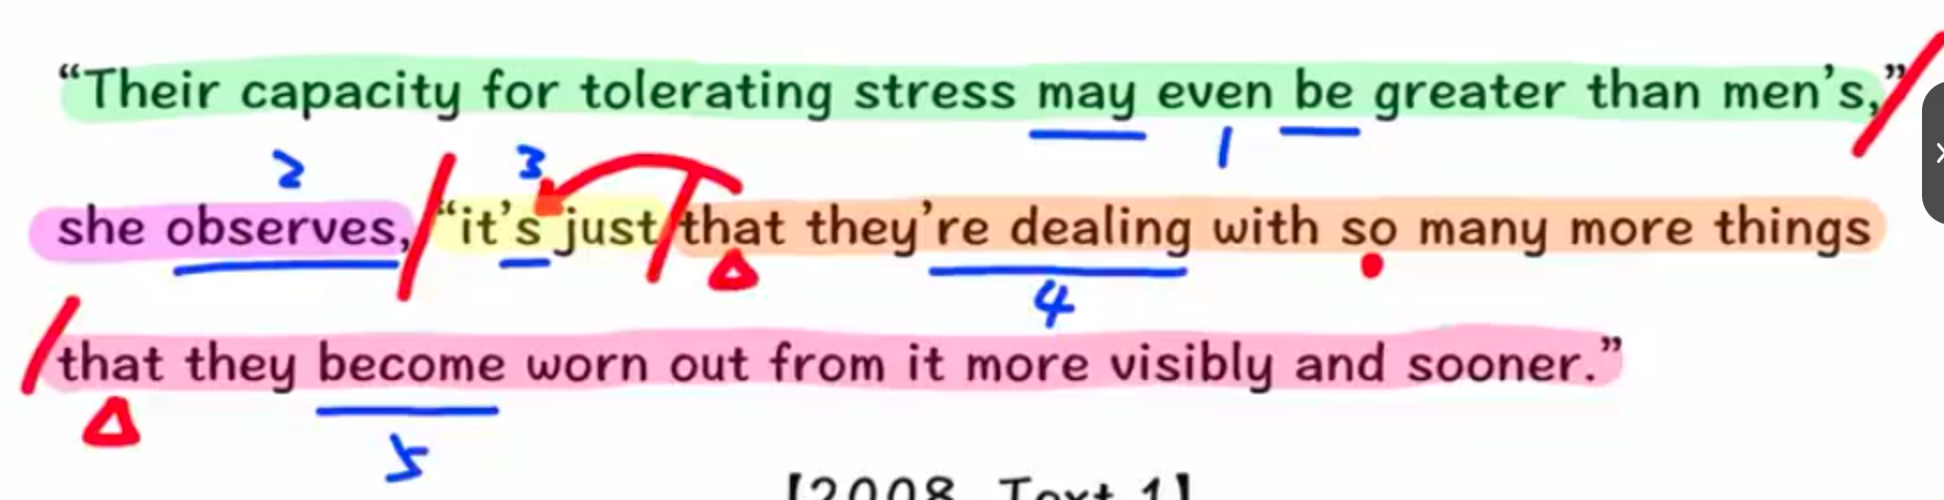 “Their capacity for tolerating stress may even be greater than men’s,”
1
2 3
she observes, “it’s just that they’re dealing with so many more things
4
that they become worn out from it more visibly and sooner.”
5
【2008 Text 1】